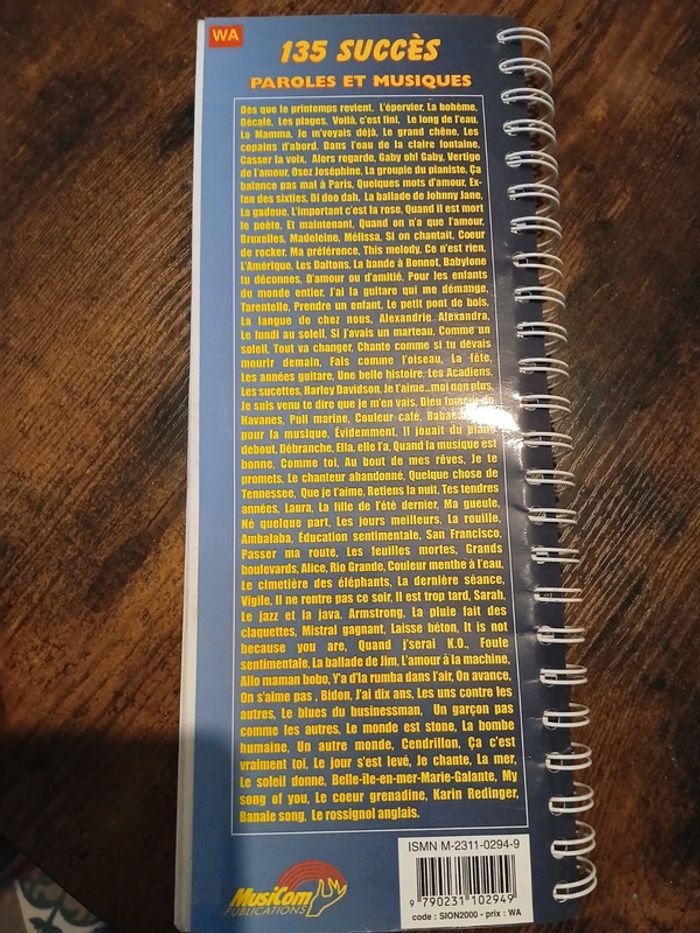 WA
135 SUCCÈS
PAROLES ET MUSIQUES
Dès que le printemps revient, L'épervier, La bohème,
Décalé, Les plages, Voilà, c'est fini, Le long de l'eau,
La Mamma, Je m'voyais déjà, Le grand chêne, Les
copains d'abord, Dans l'eau de la claire fontaine,
Casser la voix, Alors regarde, Gaby oh! Gaby, Vertige
de l'amour, Osez Joséphine, La groupie du pianiste, Ça
balance pas mal à Paris, Quelques mots d'amour, Ex-
fan des sixties, Di doo dah, La ballade de Johnny Jane,
La gadoue, L'important c'est la rose, Quand il est mort
le poète, Et maintenant, Quand on n'a que l'amour,
Bruxelles, Madeleine, Mélissa, Si on chantait, Coeur
de rocker, Ma préférence, This melody, Ce n'est rien,
L'Amérique, Les Daltons, La bande à Bonnot, Babylone
tu déconnes, D'amour ou d'amitié, Pour les enfants
du monde entier, J'ai la guitare qui me démange,
Tarentelle, Prendre un enfant, Le petit pont de bois,
La langue de chez nous, Alexandrie Alexandra,
Le lundi au soleil, Si j'avais un marteau, Comme un
soleil, Tout va changer, Chante comme si tu devais
mourir demain, Fais comme l'oiseau, La fête,
Les années guitare, Une belle histoire, Les Acadiens,
Les sucettes, Harley Davidson, Je t'aime...moi non plus,
Je suis venu te dire que je m'en vais, Dieu fumeur de
Havanes, Pull marine, Couleur café,
pour la musique, Évidemment, Il jouait du piano
debout, Débranche, Ella, elle l'a, Quand la musique est
bonne, Comme toi, Au bout de mes rêves, Je te
promets, Le chanteur abandonné, Quelque chose de
Tennessee, Que je t'aime, Retiens la nuit, Tes tendres
années, Laura, La fille de l'été dernier, Ma gueule,
Né quelque part, Les jours meilleurs, La rouille,
Ambalaba, Éducation sentimentale, San Francisco,
Passer ma route, Les feuilles mortes, Grands
boulevards, Alice, Rio Grande, Couleur menthe à l'eau,
Le cimetière des éléphants, La dernière séance,
Vigile, Il ne rentre pas ce soir, Il est trop tard, Sarah,
Le jazz et la java, Armstrong, La pluie fait des
claquettes, Mistral gagnant, Laisse béton, It is not
because you are, Quand j'serai K.O., Foule
sentimentale, La ballade de Jim, L'amour à la machine,
Allo maman bobo, Y'a d'la rumba dans l'air, On avance,
On s'aime pas , Bidon, J'ai dix ans, Les uns contre les
autres, Le blues du businessman, Un garçon pas
comme les autres, Le monde est stone, La bombe
humaine, Un autre monde, Cendrillon, Ça c'est
vraiment toi, Le jour s'est levé, Je chante, La mer,
Le soleil donne, Belle-île-en-mer-Marie-Galante, My
song of you, Le coeur grenadine, Karin Redinger,
Banale song, Le rossignol anglais.
MusiCom
PUBLICATIONS
ISMN M-2311-0294-9
9 790231 102949
code : SION2000 - prix : WA